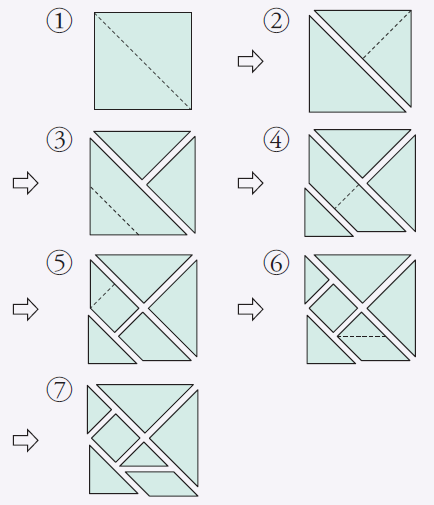 ① ②
③ ④
⑤ ⑥
⑦